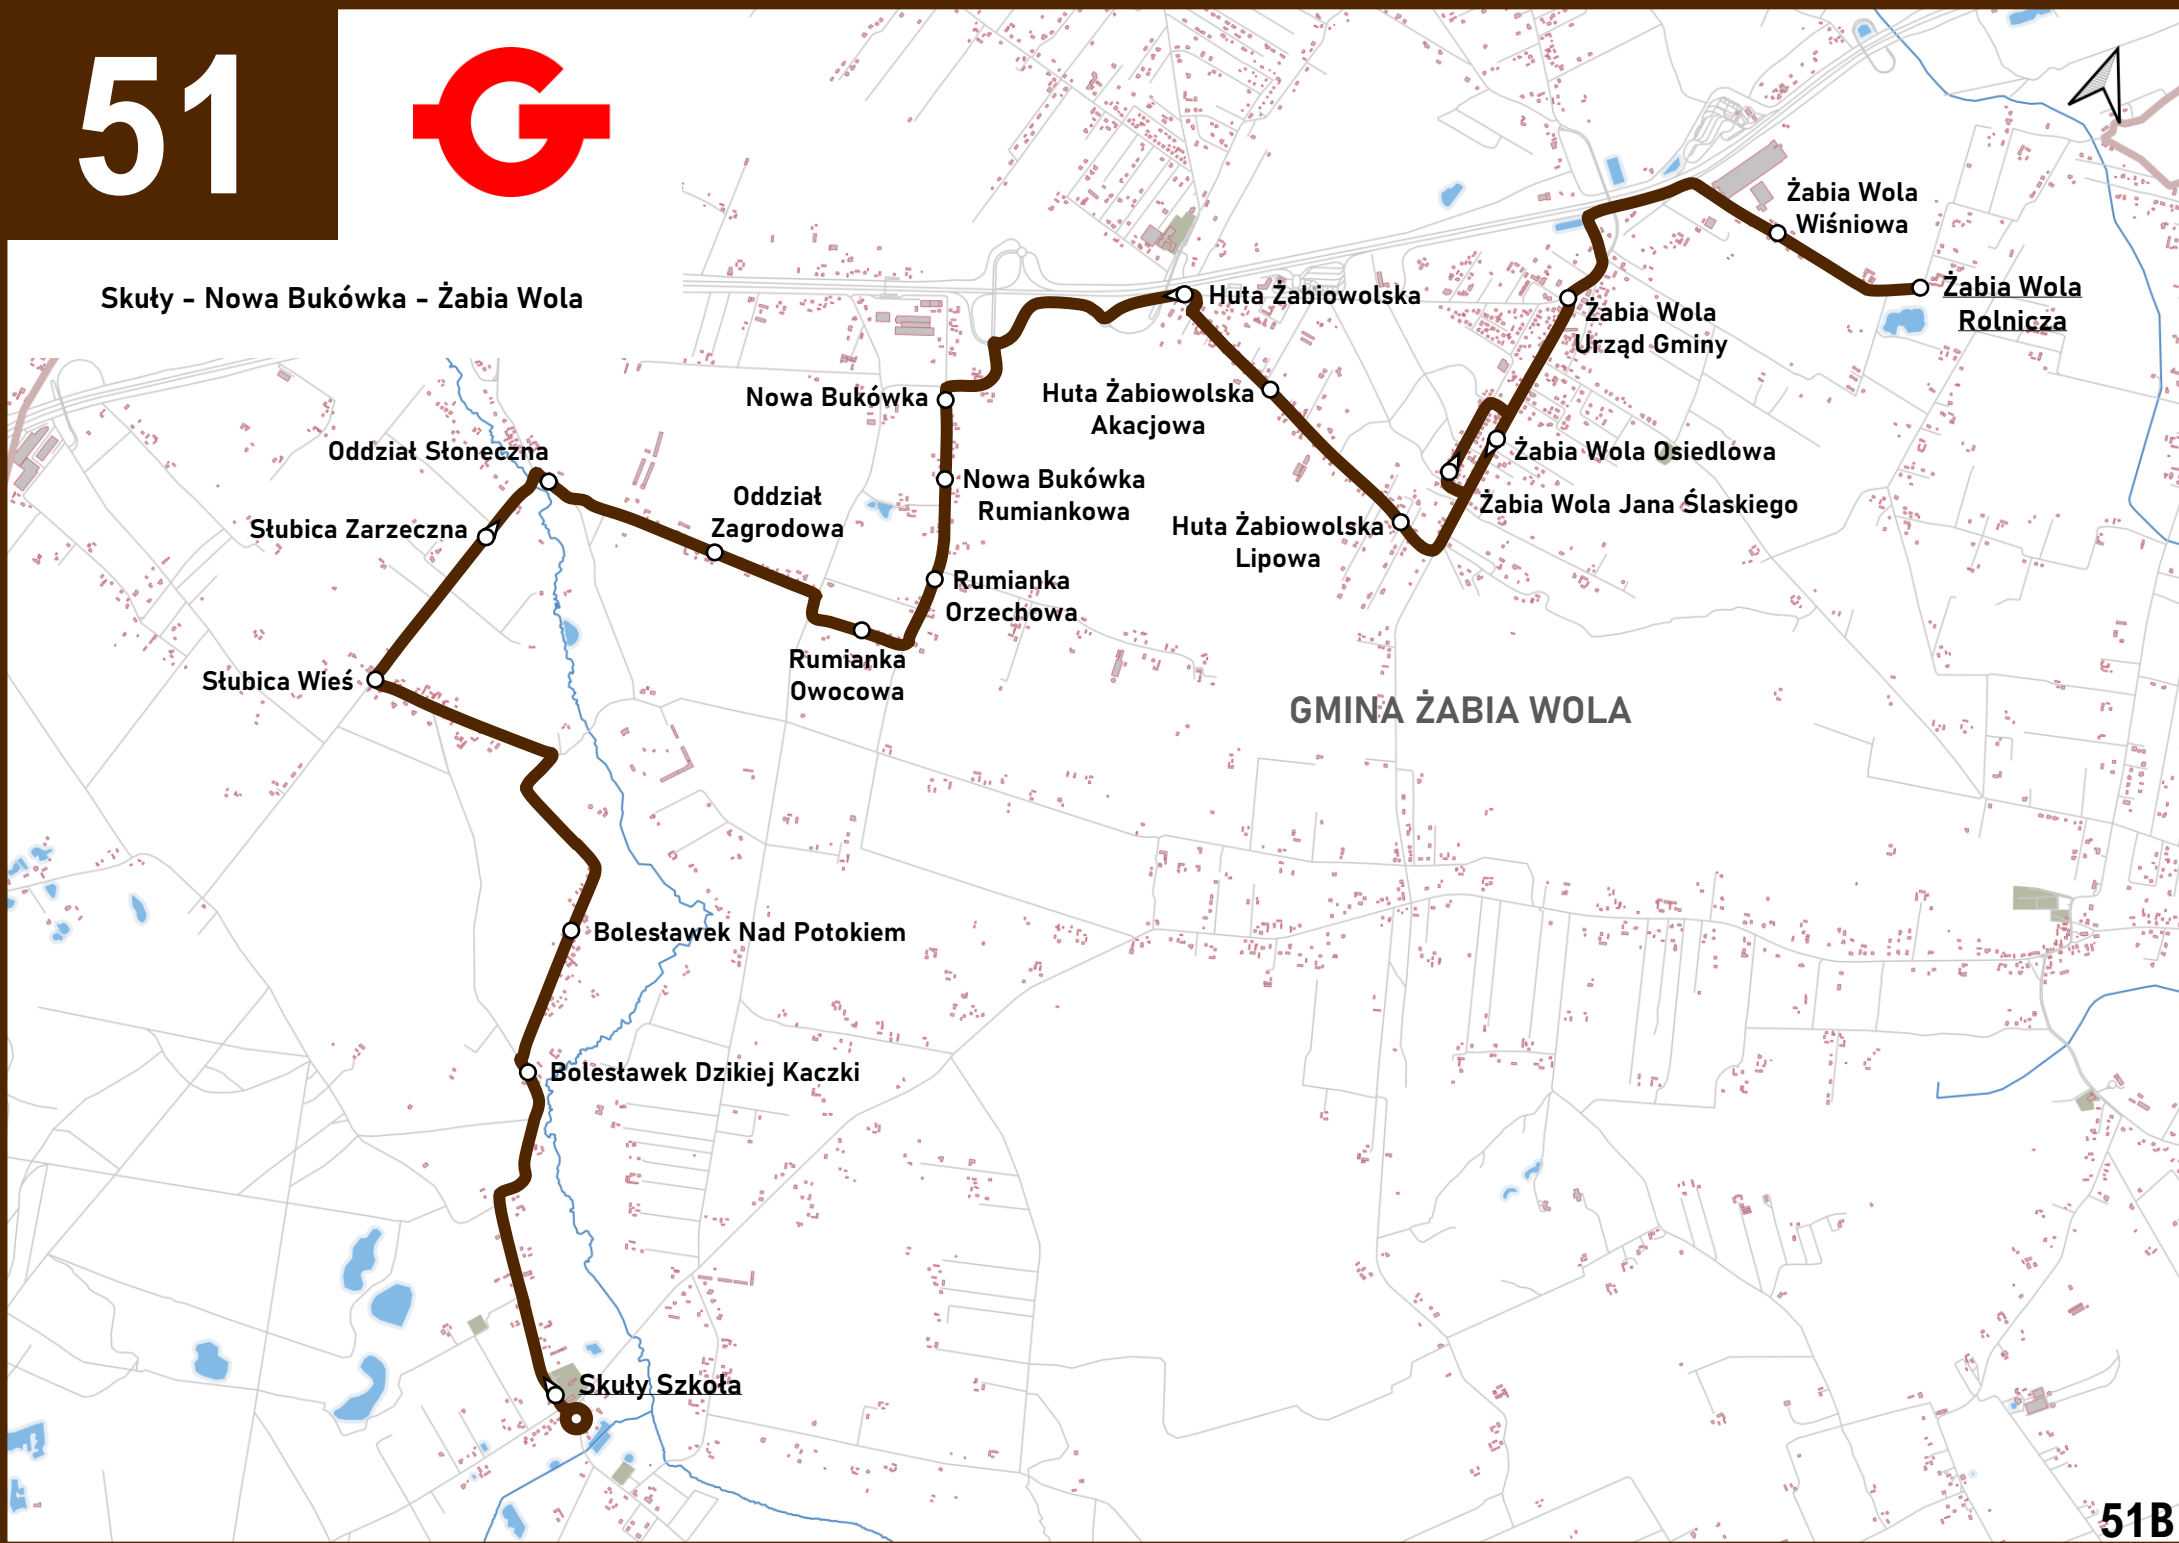 51
G
Skuły - Nowa Bukówka - Żabia Wola
Żabia Wola
Wiśniowa
Żabia Wola
Rolnicza
Huta Żabiowolska
Żabia Wola
Urząd Gminy
Nowa Bukówka
Huta Żabiowolska
Akacjowa
Oddział Słoneczna
Żabia Wola Osiedlowa
Nowa Bukówka
Rumiankowa
Oddział
Zagrodowa
Żabia Wola Jana Ślaskiego
Słubica Zarzeczna
Huta Żabiowolska
Lipowa
Rumianka
Orzechowa
Rumianka
Owocowa
Słubica Wieś
GMINA ŻABIA WOLA
Bolesławek Nad Potokiem
Bolesławek Dzikiej Kaczki
Skuły Szkoła
51B